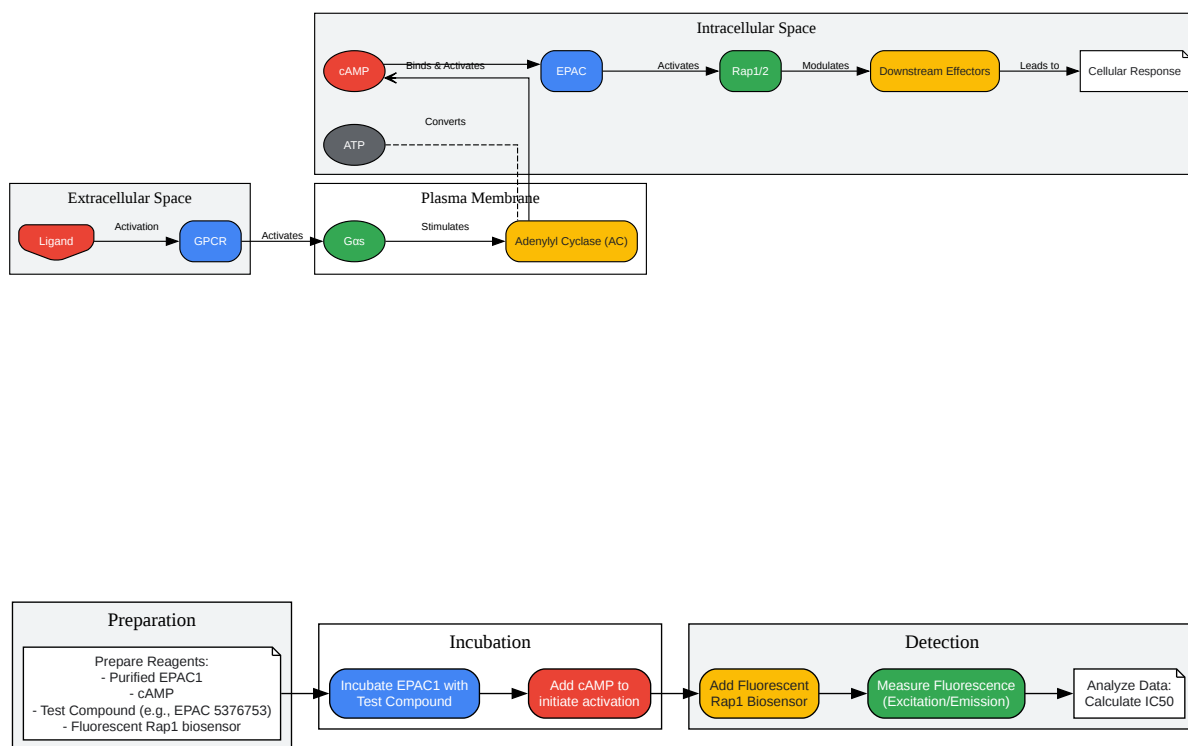 Intracellular Space
cAMP
Binds & Activates
EPAC
Activates
Rap1/2
Modulates
Downstream Effectors
Leads to
Cellular Response
Converts
ATP
Extracellular Space
Ligand
Activation
GPCR
Activates
Plasma Membrane
Gαs
Stimulates
Adenylyl Cyclase (AC)
Preparation
Prepare Reagents:
- Purified EPAC1
- cAMP
- Test Compound (e.g., EPAC 5376753)
- Fluorescent Rap1 biosensor
Incubation
Incubate EPAC1 with
Test Compound
Add cAMP to
initiate activation
Detection
Add Fluorescent
Rap1 Biosensor
Measure Fluorescence
(Excitation/Emission)
Analyze Data:
Calculate IC50